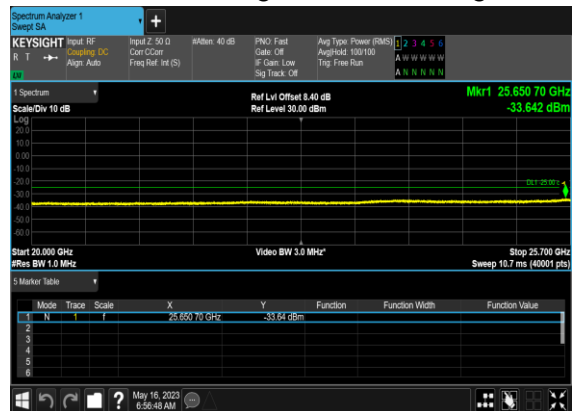 Spectrum Analyzer 1
Swept SA
+
KEYSIGHT Input: RF Input Z: 50 Ω #Atten: 40 dB PNO: Fast Avg Type: Power (RMS) 1 2 3 4 5 6
R T Coupling: DC Corr CCorr Gate: Off Avg|Hold: 100/100 A W W W W W
Align: Auto Freq Ref: Int (S) IF Gain: Low Trig: Free Run
Sig Track: Off A N N N N N
1 Spectrum Ref Lvl Offset 8.40 dB Mkr1 25.650 70 GHz
Scale/Div 10 dB Ref Level 30.00 dBm -33.642 dBm
Log
20.0
10.0
0.00
-10.0
-20.0
-30.0
-40.0
-50.0
-60.0
Start 20.000 GHz Video BW 3.0 MHz* Stop 25.700 GHz
#Res BW 1.0 MHz Sweep 10.7 ms (40001 pts)
5 Marker Table
Mode Trace Scale X Y Function Function Width Function Value
1 N 1 f 25.650 70 GHz -33.64 dBm
2
3
4
5
6
? May 16, 2023
6:56:48 AM